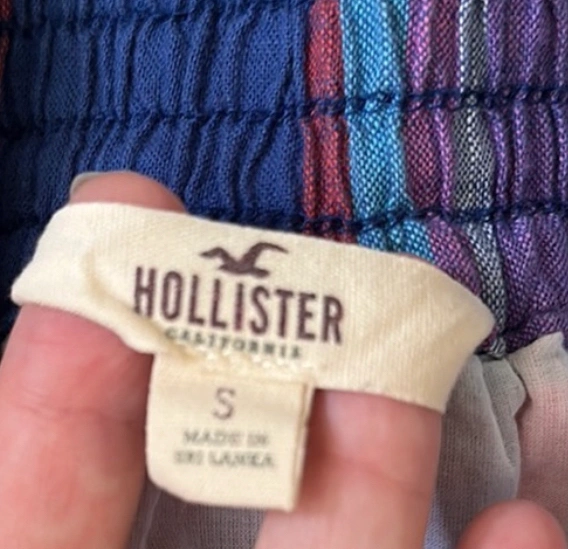 HOLLISTER
CALIFORNIA
S
MADE IN
SRI LANKA